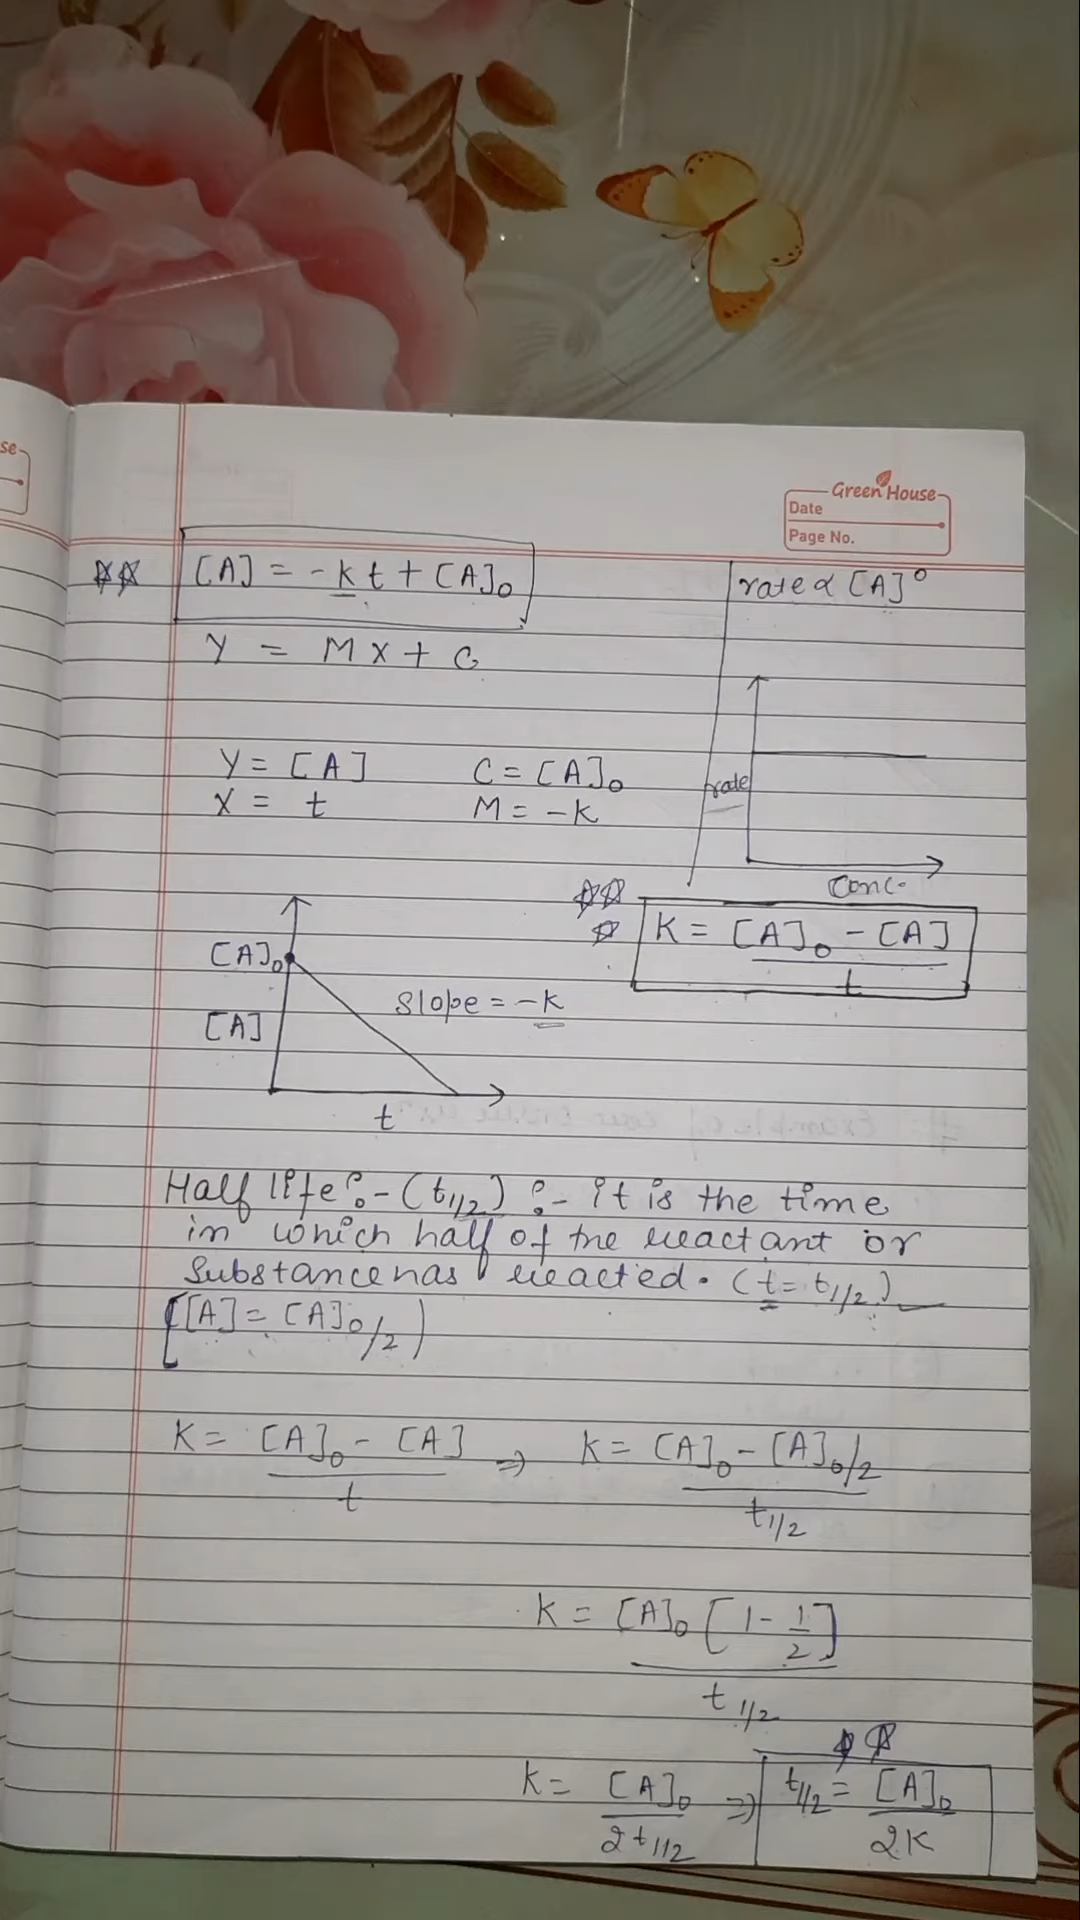 se
Green House
Date
Page No.
[A] = -kt + [A]₀
rate ∝ [A]⁰
Y = MX + C
Y = [A]
C = [A]₀
X = t
M = -K
rate
Conc.
K = [A]₀ - [A] / t
[A]₀
[A]
Slope = -k
t
Half life :- (t1/2) :- it is the time
in which half of the reactant or
Substance has reacted. (t = t1/2)
([A] = [A]₀/2)
K = [A]₀ - [A] / t ⇒ K = [A]₀ - [A]₀/2 / t1/2
K = [A]₀ [1 - 1/2] / t1/2
K = [A]₀ / 2t1/2 ⇒ t1/2 = [A]₀ / 2K